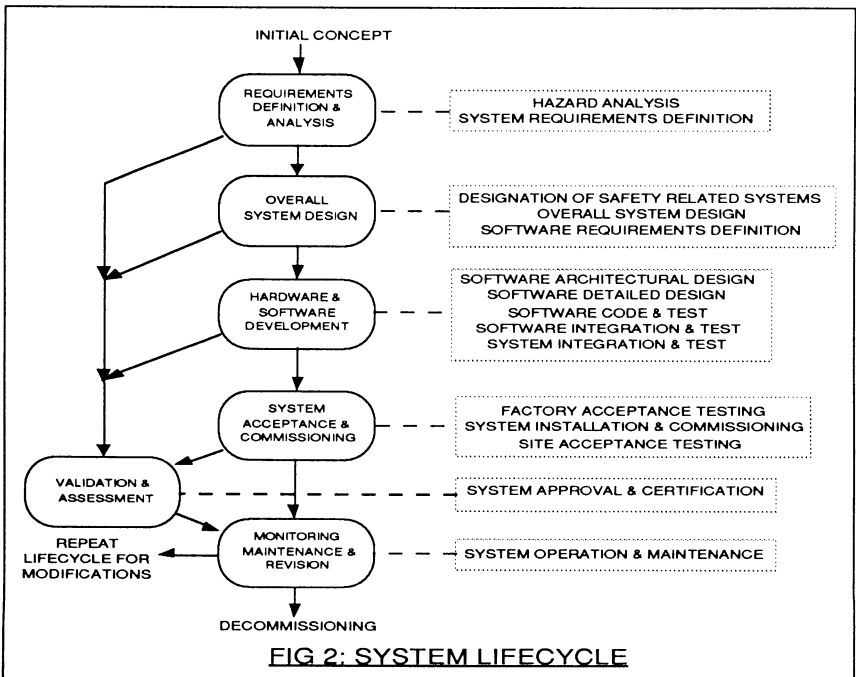 INITIAL CONCEPT
REQUIREMENTS
DEFINITION &
ANALYSIS
HAZARD ANALYSIS
SYSTEM REQUIREMENTS DEFINITION
OVERALL
SYSTEM DESIGN
DESIGNATION OF SAFETY RELATED SYSTEMS
OVERALL SYSTEM DESIGN
SOFTWARE REQUIREMENTS DEFINITION
HARDWARE &
SOFTWARE
DEVELOPMENT
SOFTWARE ARCHITECTURAL DESIGN
SOFTWARE DETAILED DESIGN
SOFTWARE CODE & TEST
SOFTWARE INTEGRATION & TEST
SYSTEM INTEGRATION & TEST
SYSTEM
ACCEPTANCE &
COMMISSIONING
FACTORY ACCEPTANCE TESTING
SYSTEM INSTALLATION & COMMISSIONING
SITE ACCEPTANCE TESTING
VALIDATION &
ASSESSMENT
SYSTEM APPROVAL & CERTIFICATION
MONITORING
MAINTENANCE &
REVISION
SYSTEM OPERATION & MAINTENANCE
REPEAT
LIFECYCLE FOR
MODIFICATIONS
DECOMMISSIONING
FIG 2: SYSTEM LIFECYCLE